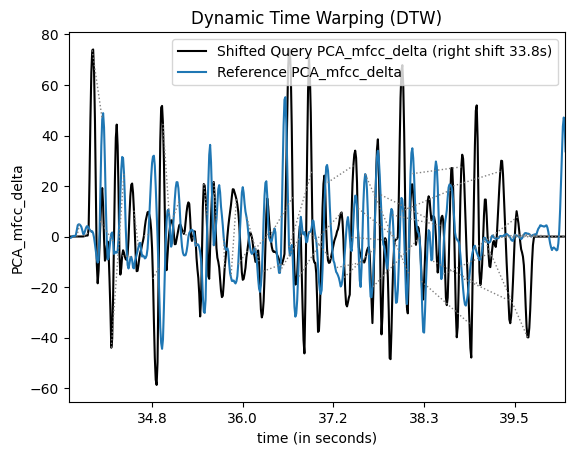 Dynamic Time Warping (DTW)
Shifted Query PCA_mfcc_delta (right shift 33.8s)
Reference PCA_mfcc_delta
80
60
40
20
0
−20
−40
−60
PCA_mfcc_delta
34.8 36.0 37.2 38.3 39.5
time (in seconds)